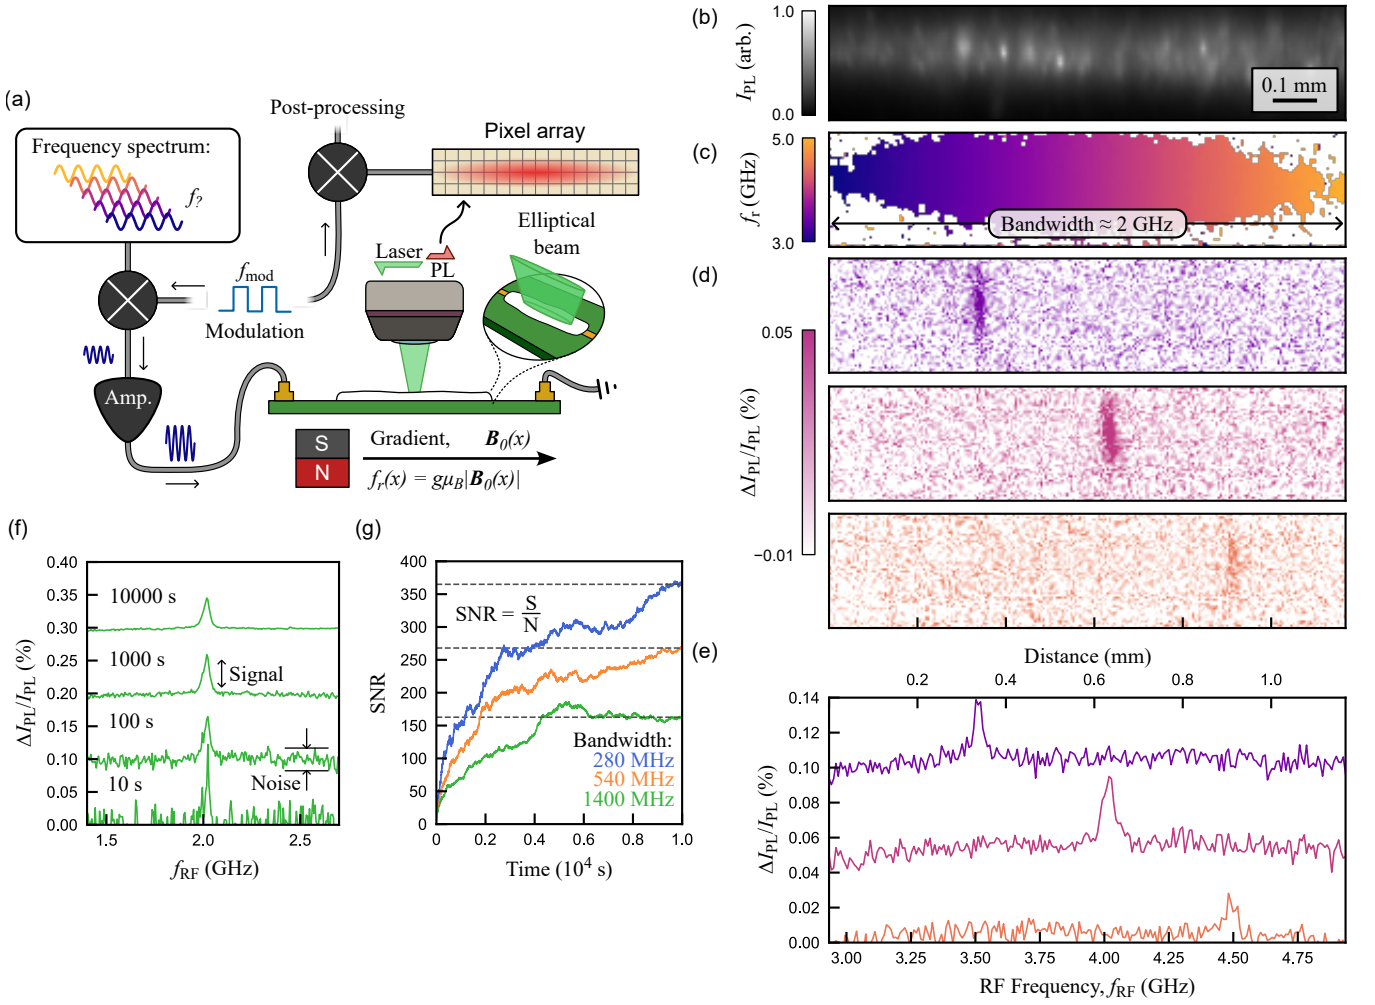 (a)
Post-processing
Frequency spectrum:
f?
Pixel array
Elliptical
beam
Laser
PL
fmod
Modulation
Amp.
S
N
Gradient, B0(x)
fr(x) = gμB|B0(x)|
(b)
1.0
0.0
IPL (arb.)
0.1 mm
(c)
5.0
3.0
fr (GHz)
Bandwidth ≈ 2 GHz
(d)
0.05
−0.01
ΔIPL/IPL (%)
Distance (mm)
0.2 0.4 0.6 0.8 1.0
(e)
0.14
0.12
0.10
0.08
0.06
0.04
0.02
0.00
ΔIPL/IPL (%)
3.00 3.25 3.50 3.75 4.00 4.25 4.50 4.75
RF Frequency, fRF (GHz)
(f)
0.40
0.35
0.30
0.25
0.20
0.15
0.10
0.05
0.00
ΔIPL/IPL (%)
10000 s
1000 s
Signal
100 s
Noise
10 s
1.5 2.0 2.5
fRF (GHz)
(g)
400
350
300
250
200
150
100
50
0
SNR
SNR = S
N
Bandwidth:
280 MHz
540 MHz
1400 MHz
0 0.2 0.4 0.6 0.8 1.0
Time (10⁴ s)